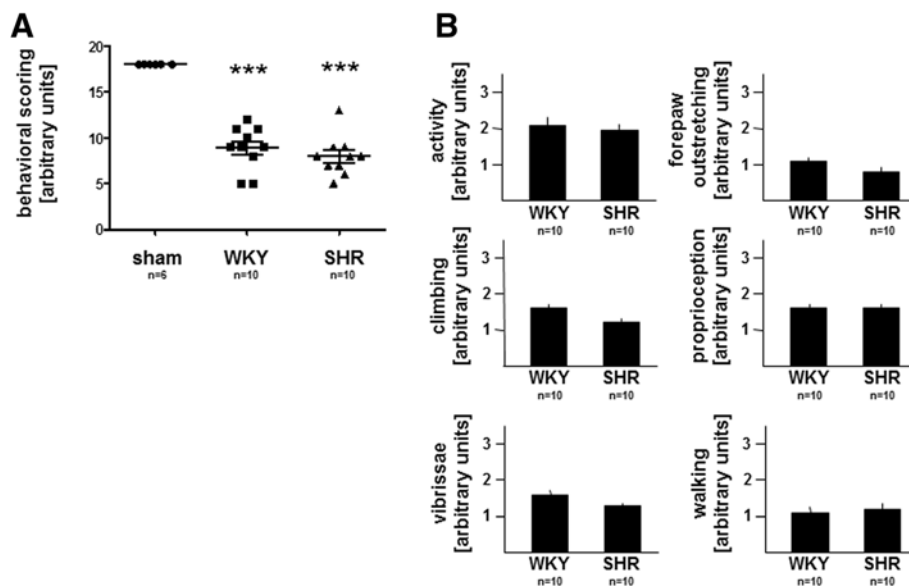 A
behavioral scoring
[arbitrary units]
20
15
10
5
0
*** ***
sham WKY SHR
n=6 n=10 n=10
B
activity
[arbitrary units]
3
2
1
WKY SHR
n=10 n=10
forepaw
outstretching
[arbitrary units]
3
2
1
WKY SHR
n=10 n=10
climbing
[arbitrary units]
3
2
1
WKY SHR
n=10 n=10
proprioception
[arbitrary units]
3
2
1
WKY SHR
n=10 n=10
vibrissae
[arbitrary units]
3
2
1
WKY SHR
n=10 n=10
walking
[arbitrary units]
3
2
1
WKY SHR
n=10 n=10